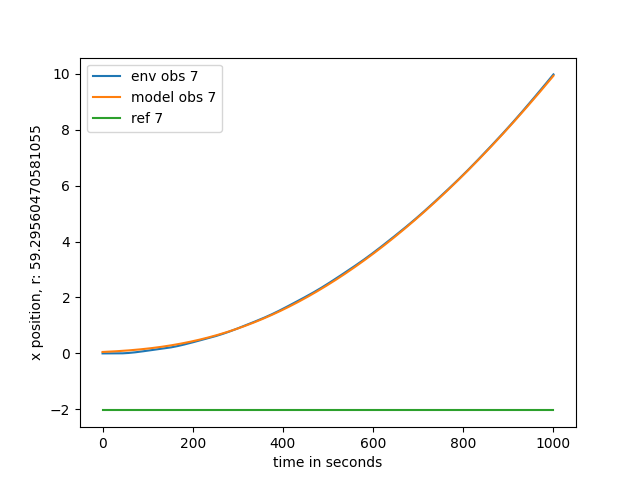 env obs 7
model obs 7
ref 7
10
8
6
4
2
0
−2
x position, r: 59.29560470581055
0 200 400 600 800 1000
time in seconds